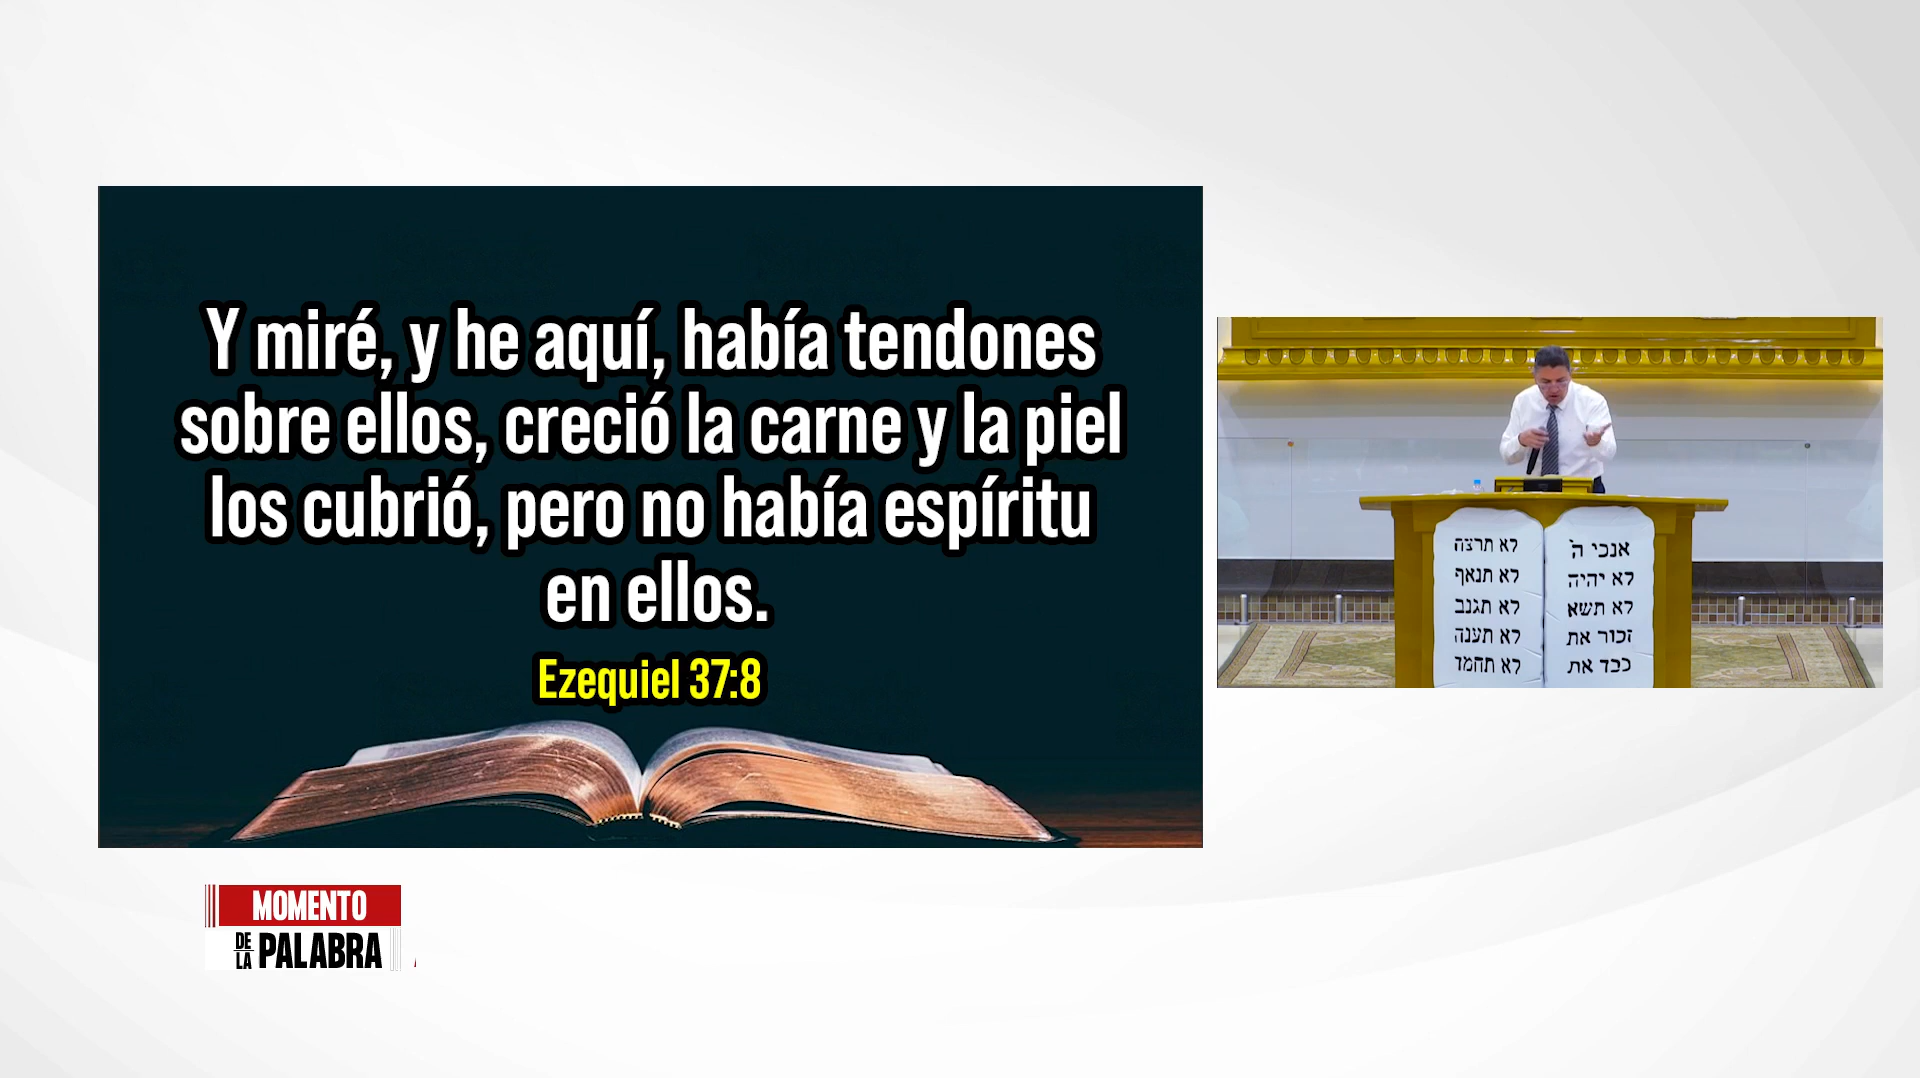 Y miré, y he aquí, había tendones
sobre ellos, creció la carne y la piel
los cubrió, pero no había espíritu
en ellos.
Ezequiel 37:8
אנכי ה'
לא יהיה
לא תשא
זכור את
כבד את
לא תרצח
לא תנאף
לא תגנב
לא תענה
לא תחמד
MOMENTO
DE LA PALABRA